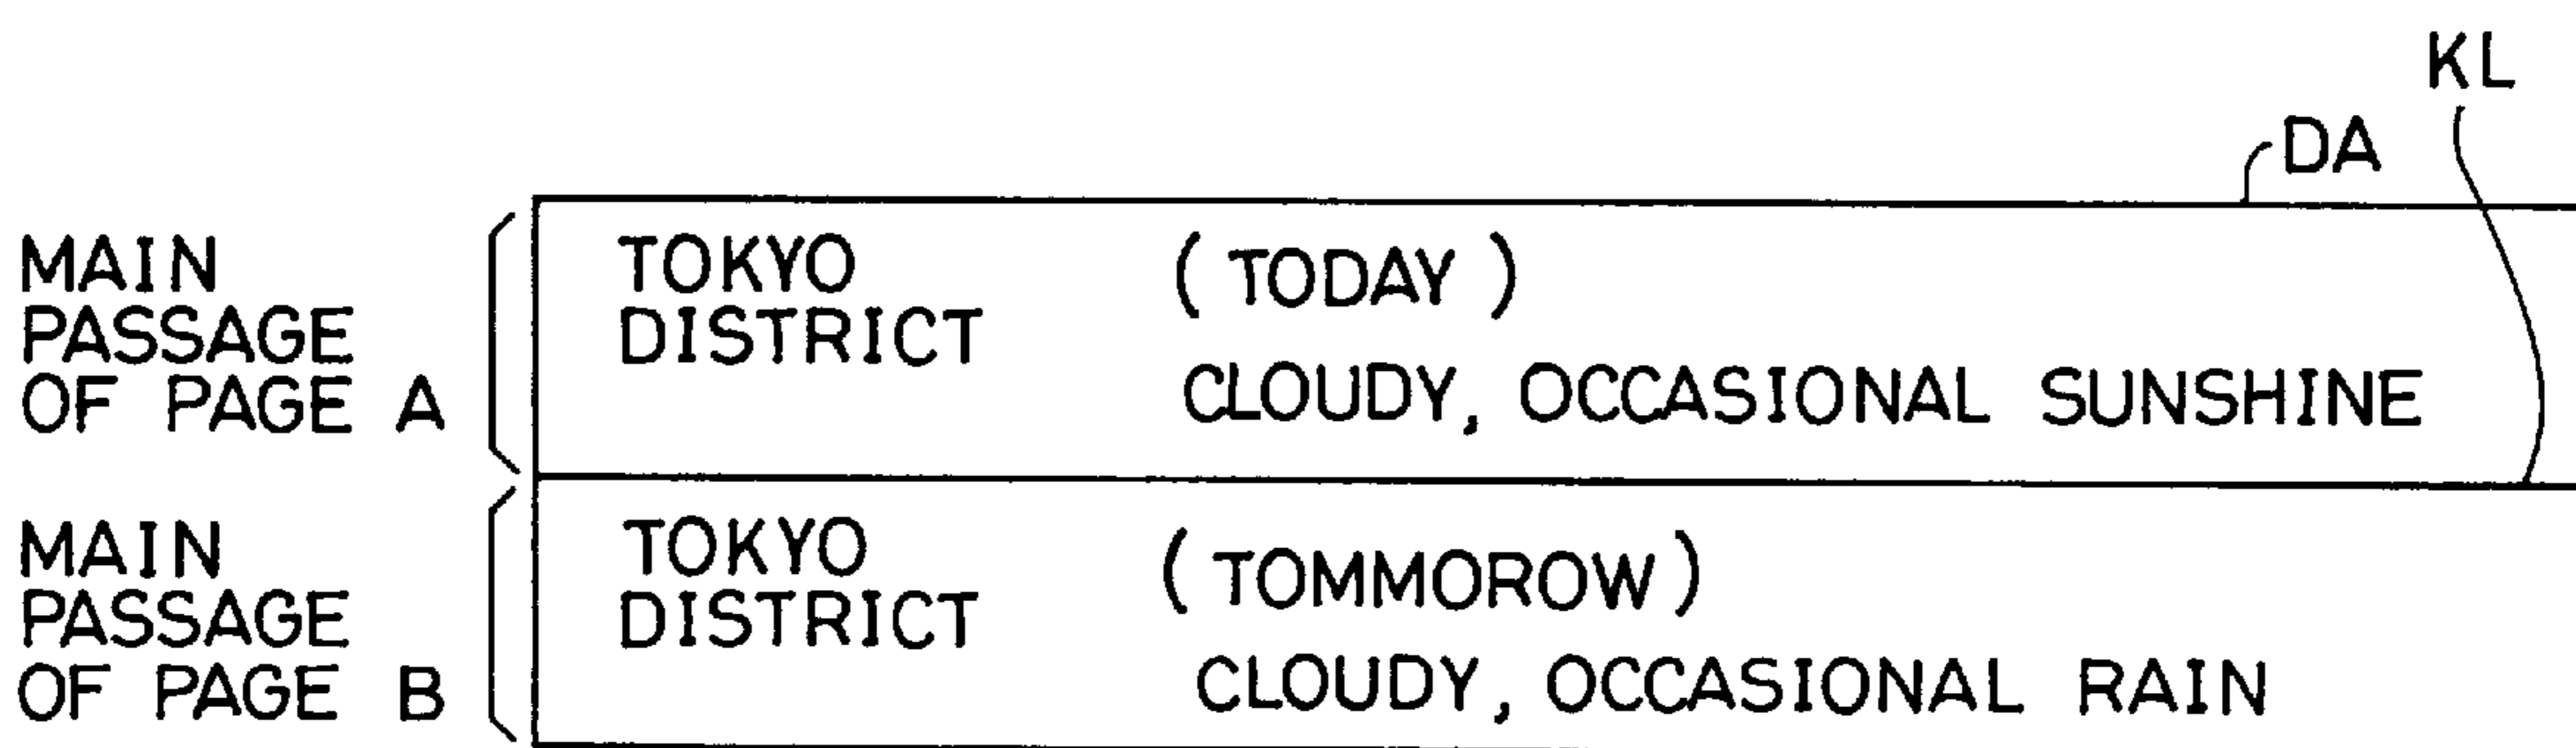 KL
DA
MAIN
PASSAGE
OF PAGE A
TOKYO
DISTRICT
(TODAY)
CLOUDY, OCCASIONAL SUNSHINE
MAIN
PASSAGE
OF PAGE B
TOKYO
DISTRICT
(TOMMOROW)
CLOUDY, OCCASIONAL RAIN